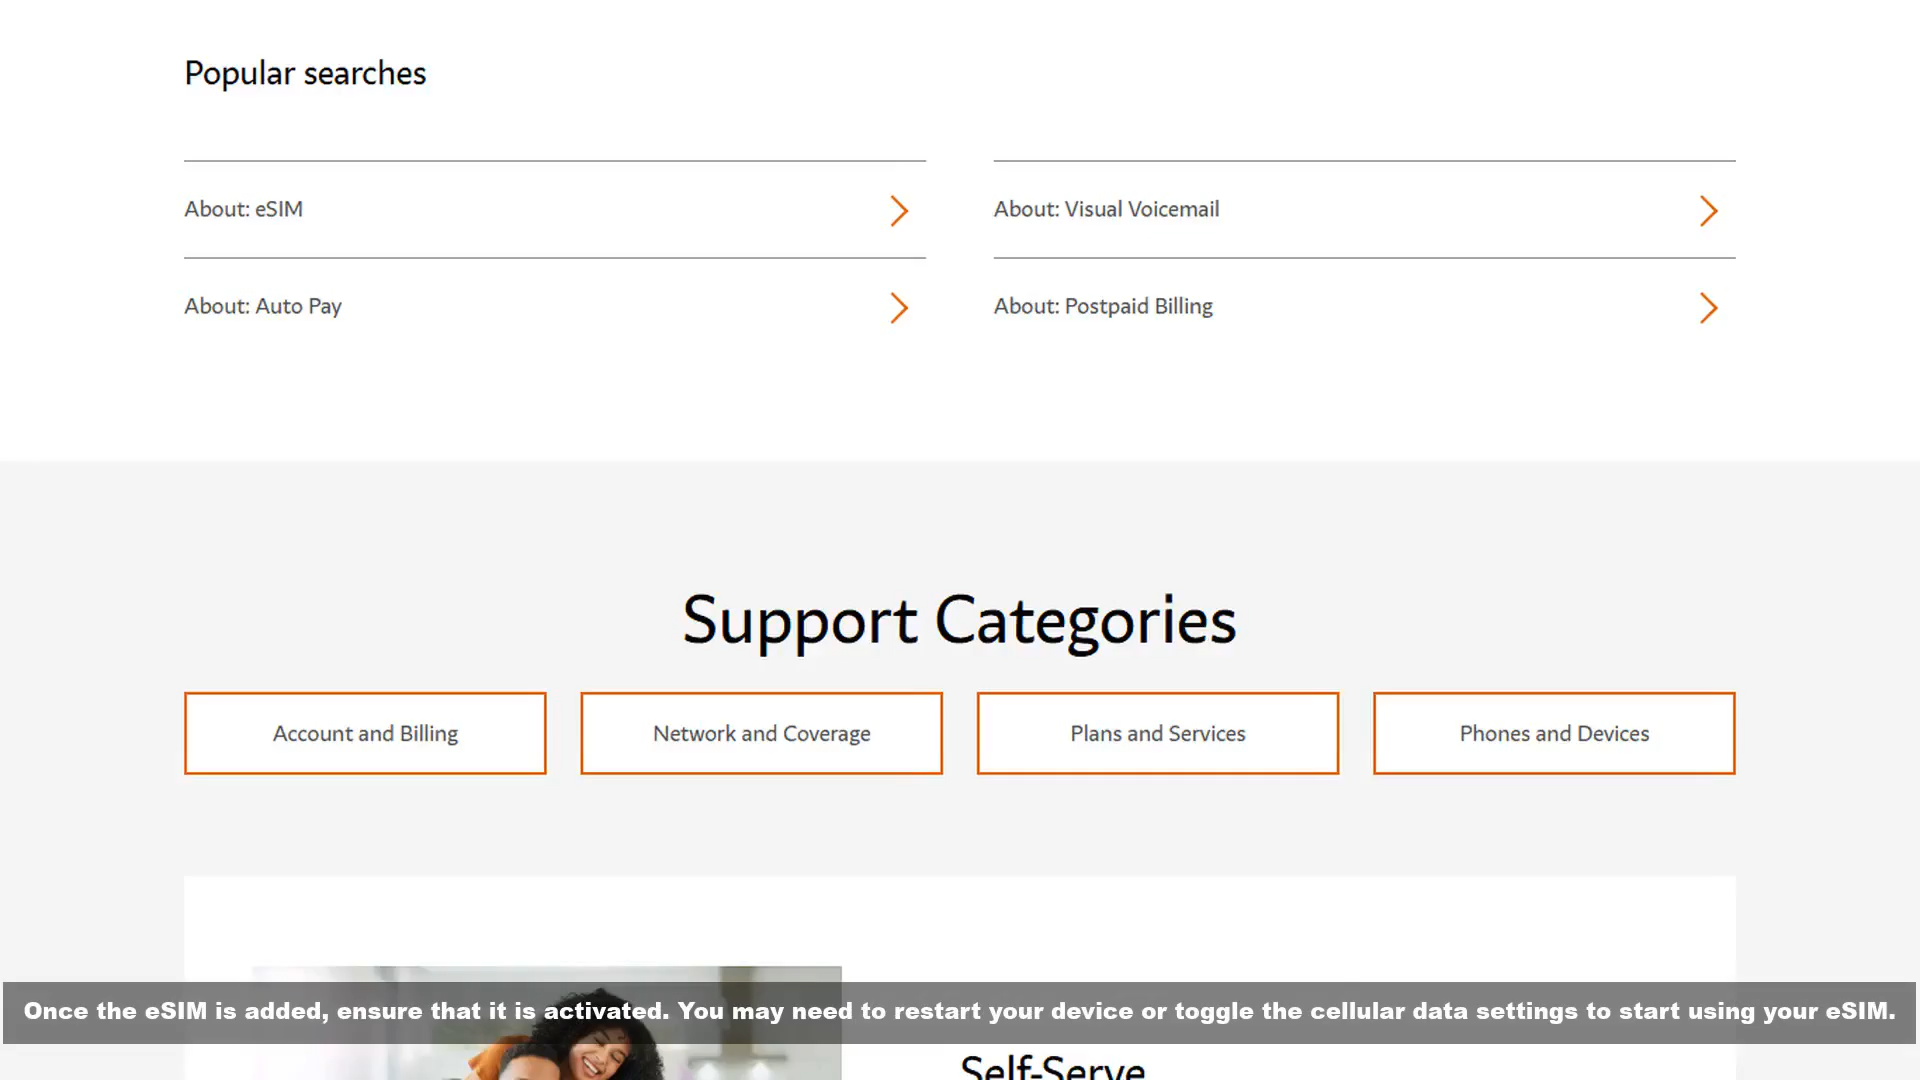 Popular searches
About: eSIM
About: Visual Voicemail
About: Auto Pay
About: Postpaid Billing
Support Categories
Account and Billing
Network and Coverage
Plans and Services
Phones and Devices
Once the eSIM is added, ensure that it is activated. You may need to restart your device or toggle the cellular data settings to start using your eSIM.
Self-Serve